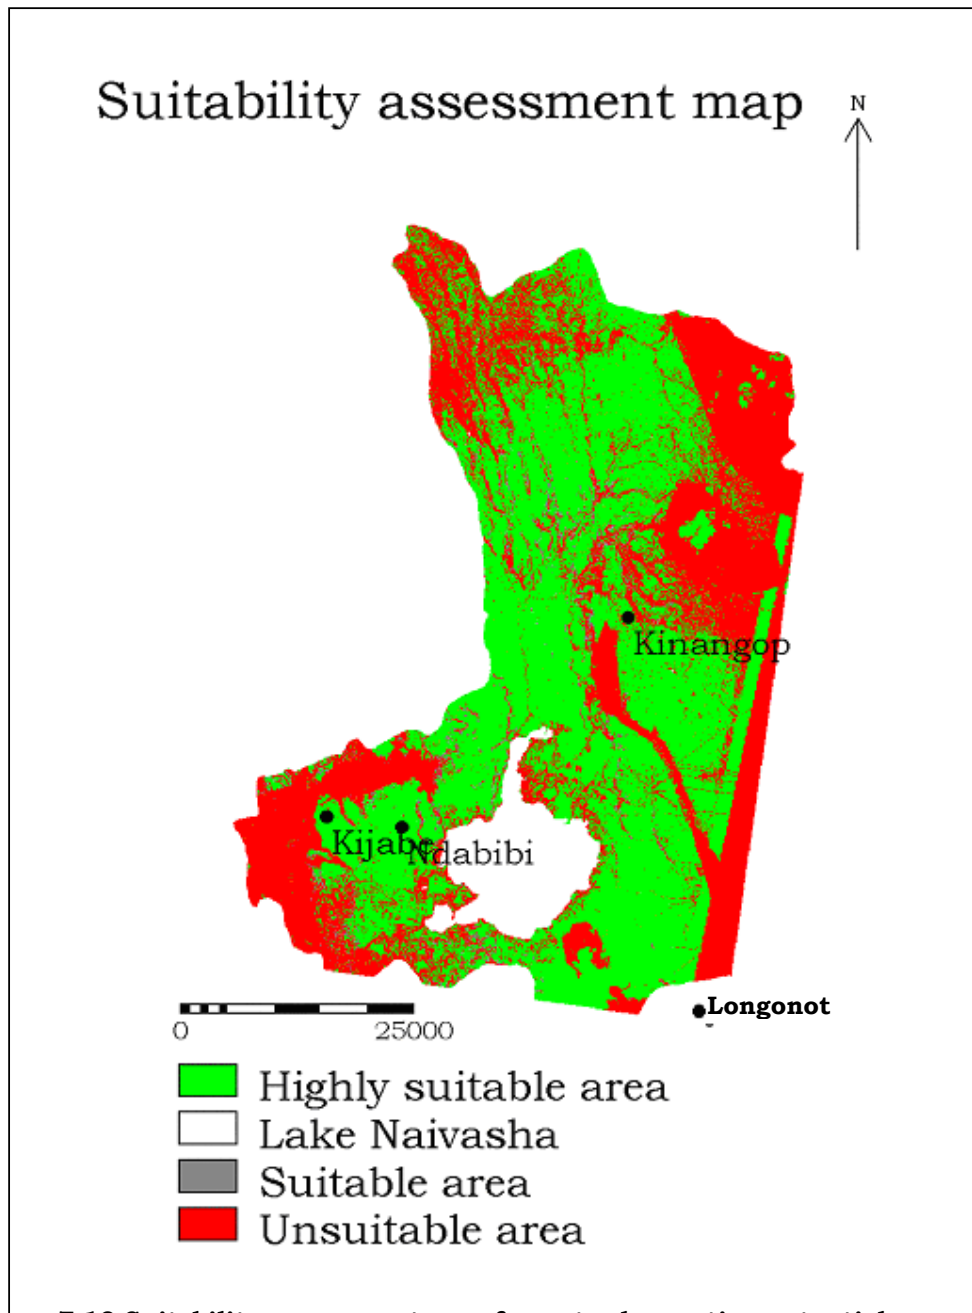 Suitability assessment map
N
Kinangop
Kijabe
Ndabibi
Longonot
0 25000
Highly suitable area
Lake Naivasha
Suitable area
Unsuitable area